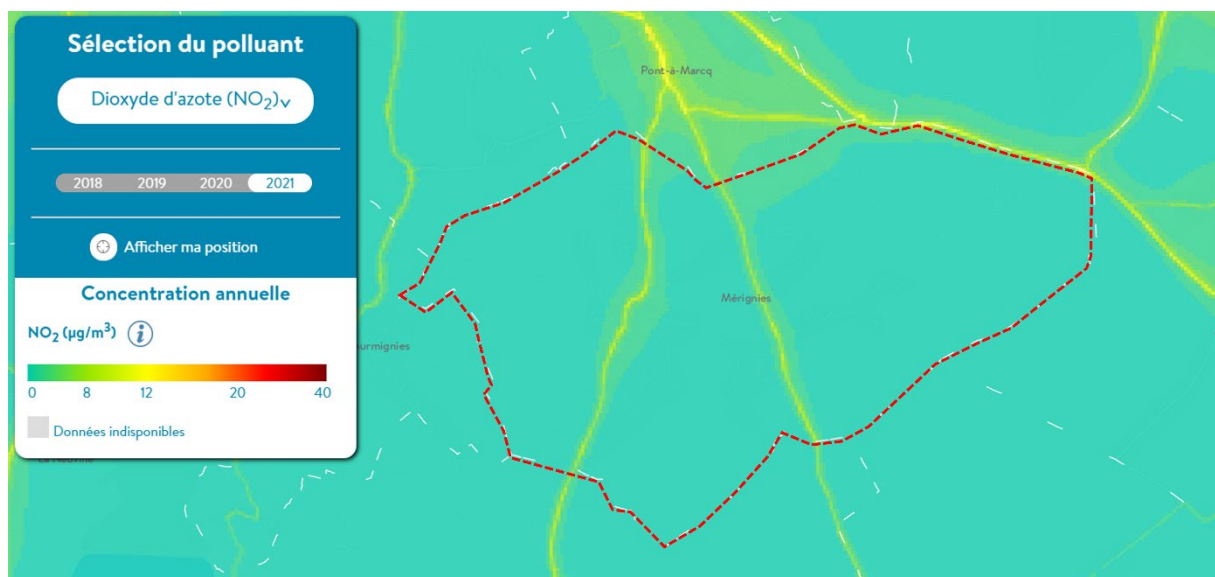 Sélection du polluant
Dioxyde d'azote (NO₂)
2018 2019 2020 2021
Afficher ma position
Concentration annuelle
NO₂ (µg/m³) i
0 8 12 20 40
Données indisponibles
Pont-à-Marcq
Mérignies
ourmignies